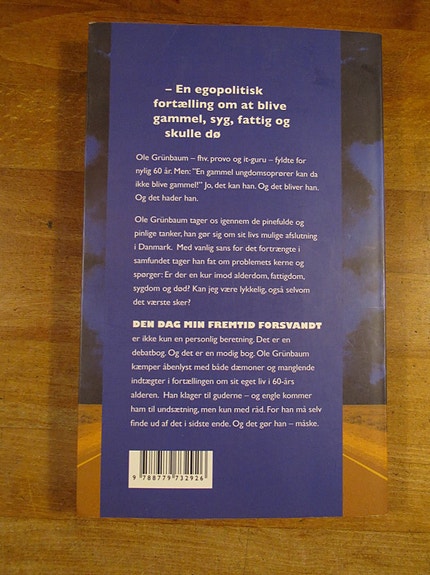 – En egopolitisk
fortælling om at blive
gammel, syg, fattig og
skulle dø
Ole Grünbaum – fhv. provo og it-guru – fyldte for
nylig 60 år. Men: "En gammel ungdomsoprører kan da
ikke blive gammel!" Jo, det kan han. Og det bliver han.
Og det hader han.
Ole Grünbaum tager os igennem de pinefulde og
pinlige tanker, han gør sig om sit livs mulige afslutning
i Danmark. Med vanlig sans for det fortrængte i
samfundet tager han fat om problemets kerne og
spørger: Er der en kur imod alderdom, fattigdom,
sygdom og død? Kan jeg være lykkelig, også selvom
det værste sker?
DEN DAG MIN FREMTID FORSVANDT
er ikke kun en personlig beretning. Det er en
debatbog. Og det er en modig bog. Ole Grünbaum
kæmper åbenlyst med både dæmoner og manglende
indtægter i fortællingen om sit eget liv i 60-års
alderen. Han klager til guderne – og engle kommer
ham til undsætning, men kun med råd. For han må selv
finde ud af det i sidste ende. Og det gør han – måske.
9 788779 732926